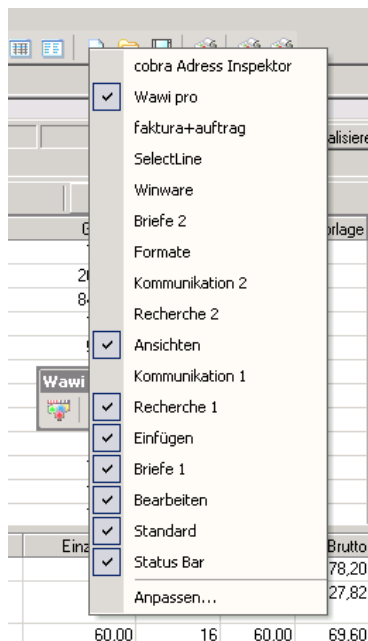 cobra Adress Inspektor
Wawi pro
faktura+auftrag
alisiere
SelectLine
Winware
Briefe 2
orlage
Formate
Kommunikation 2
Recherche 2
Ansichten
Kommunikation 1
Wawi
Recherche 1
Einfügen
Briefe 1
Bearbeiten
Standard
Einz
Brutto
Status Bar
78,20
Anpassen...
27,82
60.00 16 60.00 69.60